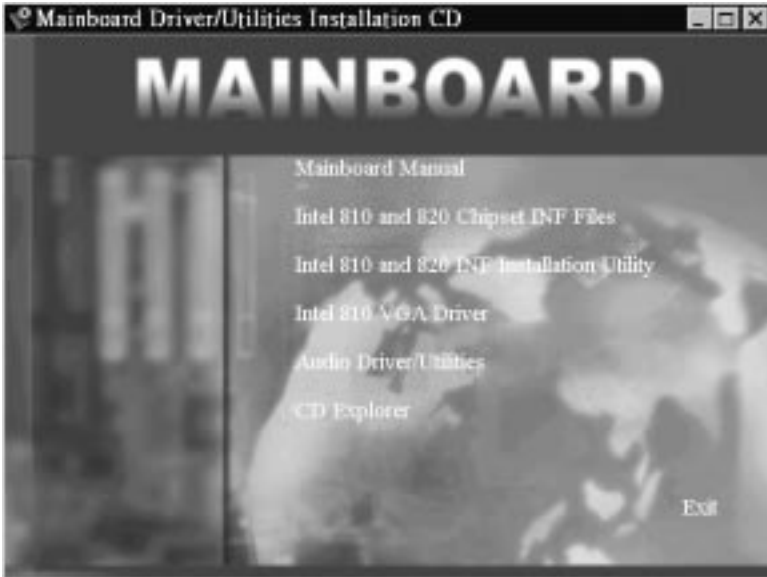 Mainboard Driver/Utilities Installation CD
MAINBOARD
Mainboard Manual
Intel 810 and 820 Chipset INF Files
Intel 810 and 820 INF Installation Utility
Intel 810 VGA Driver
Audio Driver/Utilities
CD Explorer
Exit